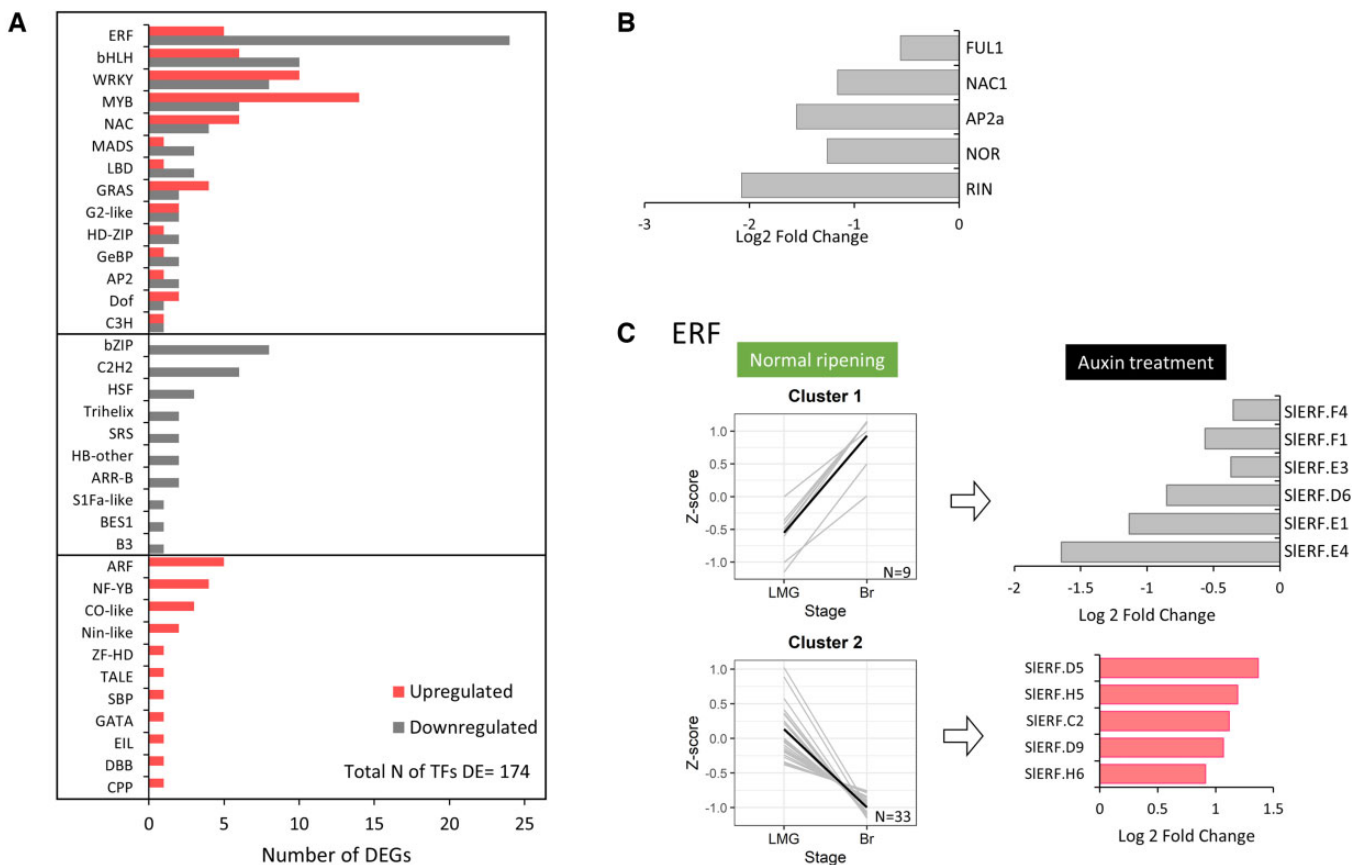 A
ERF
bHLH
WRKY
MYB
NAC
MADS
LBD
GRAS
G2-like
HD-ZIP
GeBP
AP2
Dof
C3H
bZIP
C2H2
HSF
Trihelix
SRS
HB-other
ARR-B
S1Fa-like
BES1
B3
ARF
NF-YB
CO-like
Nin-like
ZF-HD
TALE
SBP
GATA
EIL
DBB
CPP
Upregulated
Downregulated
Total N of TFs DE= 174
0 5 10 15 20 25
Number of DEGs
B
FUL1
NAC1
AP2a
NOR
RIN
-3 -2 -1 0
Log2 Fold Change
C ERF
Normal ripening
Cluster 1
Z-score
1.0
0.5
0.0
-0.5
-1.0
N=9
LMG Br
Stage
Auxin treatment
SlERF.F4
SlERF.F1
SlERF.E3
SlERF.D6
SlERF.E1
SlERF.E4
-2 -1.5 -1 -0.5 0
Log 2 Fold Change
Cluster 2
Z-score
1.0
0.5
0.0
-0.5
-1.0
N=33
LMG Br
Stage
SlERF.D5
SlERF.H5
SlERF.C2
SlERF.D9
SlERF.H6
0 0.5 1 1.5
Log 2 Fold Change